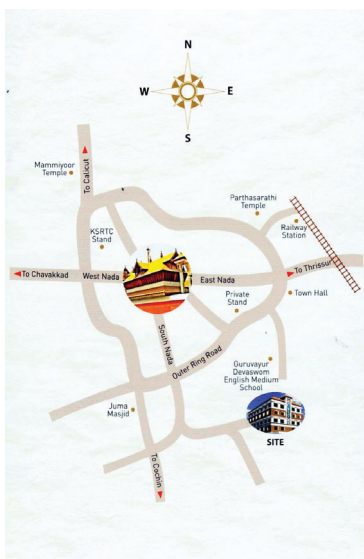 N
W
E
S
To Calicut
Mammiyoor
Temple
Parthasarathi
Temple
Railway
Station
KSRTC
Stand
To Chavakkad
West Nada
East Nada
To Thrissur
Town Hall
Private
Stand
South Nada
Outer Ring Road
Guruvayur
Devaswom
English Medium
School
Juma
Masjid
SITE
To Cochin